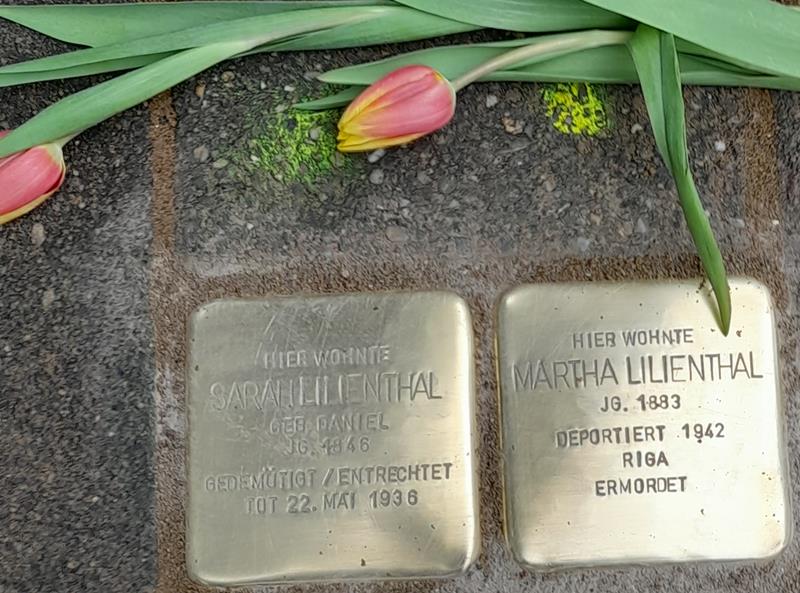 HIER WOHNTE
SARAH LILIENTHAL
GEB. DANIEL
JG. 1846
GEDEMÜTIGT / ENTRECHTET
TOT 22. MAI 1936
HIER WOHNTE
MARTHA LILIENTHAL
JG. 1883
DEPORTIERT 1942
RIGA
ERMORDET